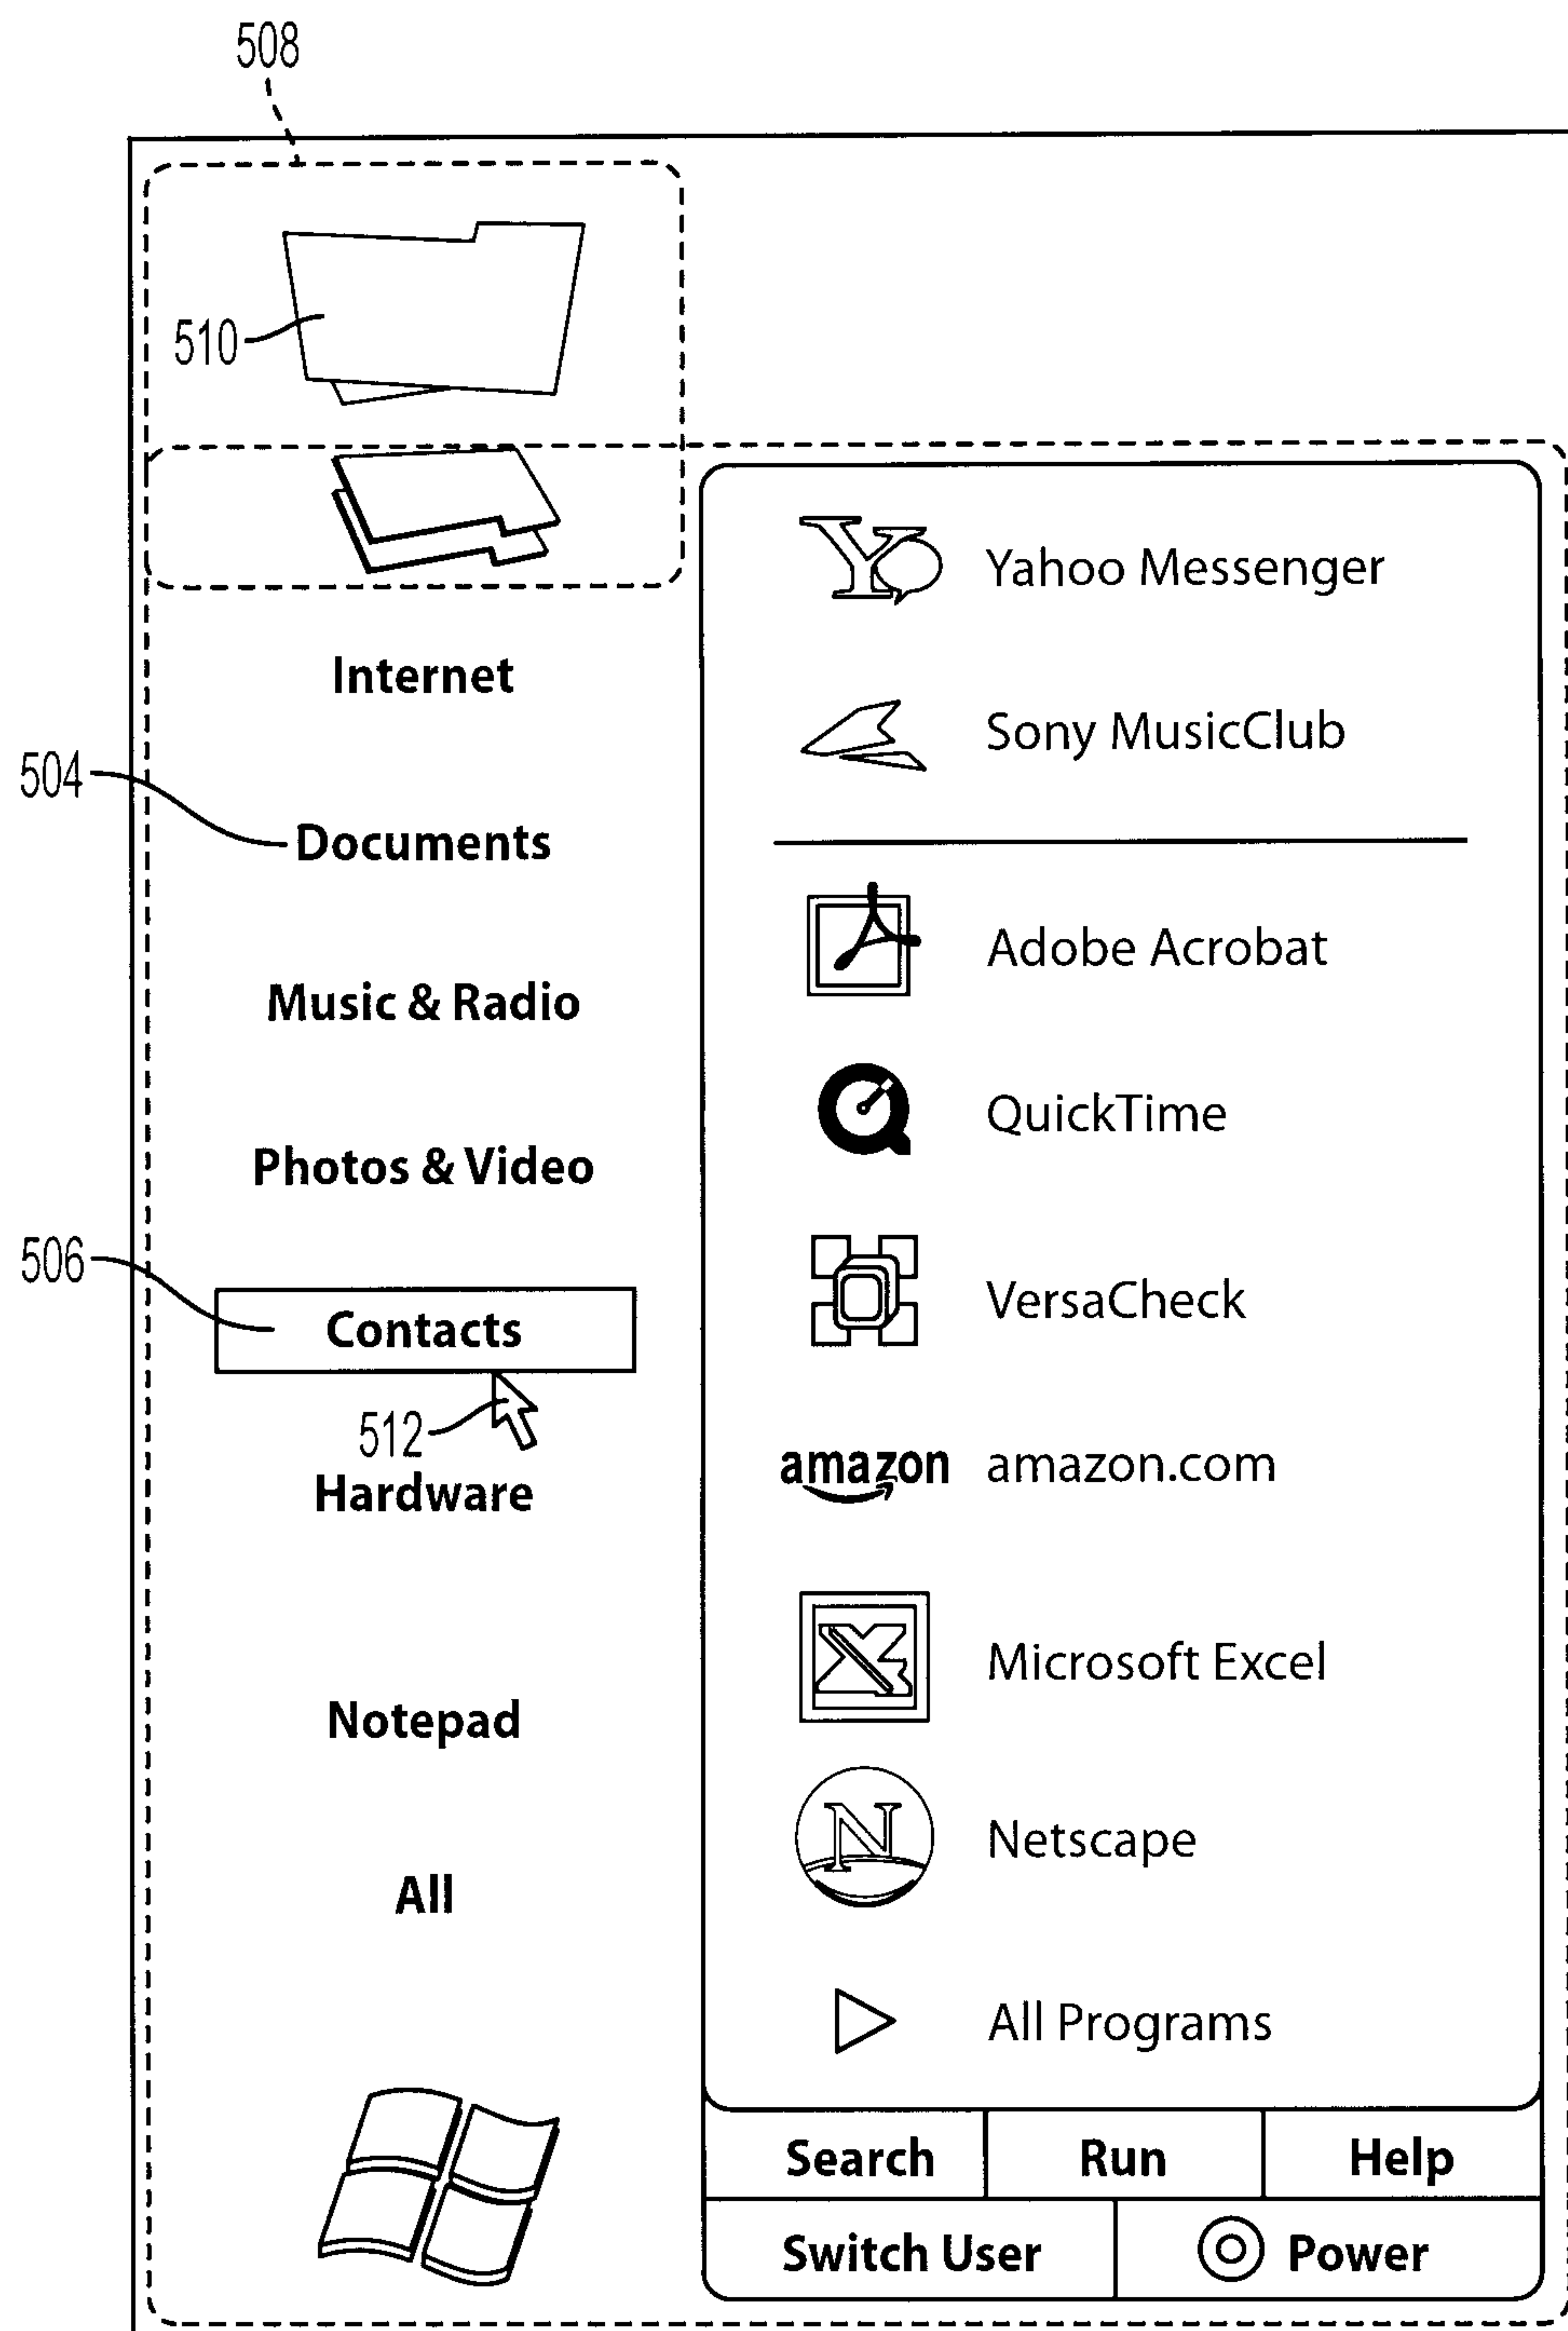 508
510
Internet
504
Documents
Music & Radio
Photos & Video
506
Contacts
512
Hardware
Notepad
All
Y
Yahoo Messenger
Sony MusicClub
Adobe Acrobat
QuickTime
VersaCheck
amazon amazon.com
Microsoft Excel
N
Netscape
All Programs
Search Run Help
Switch User Power